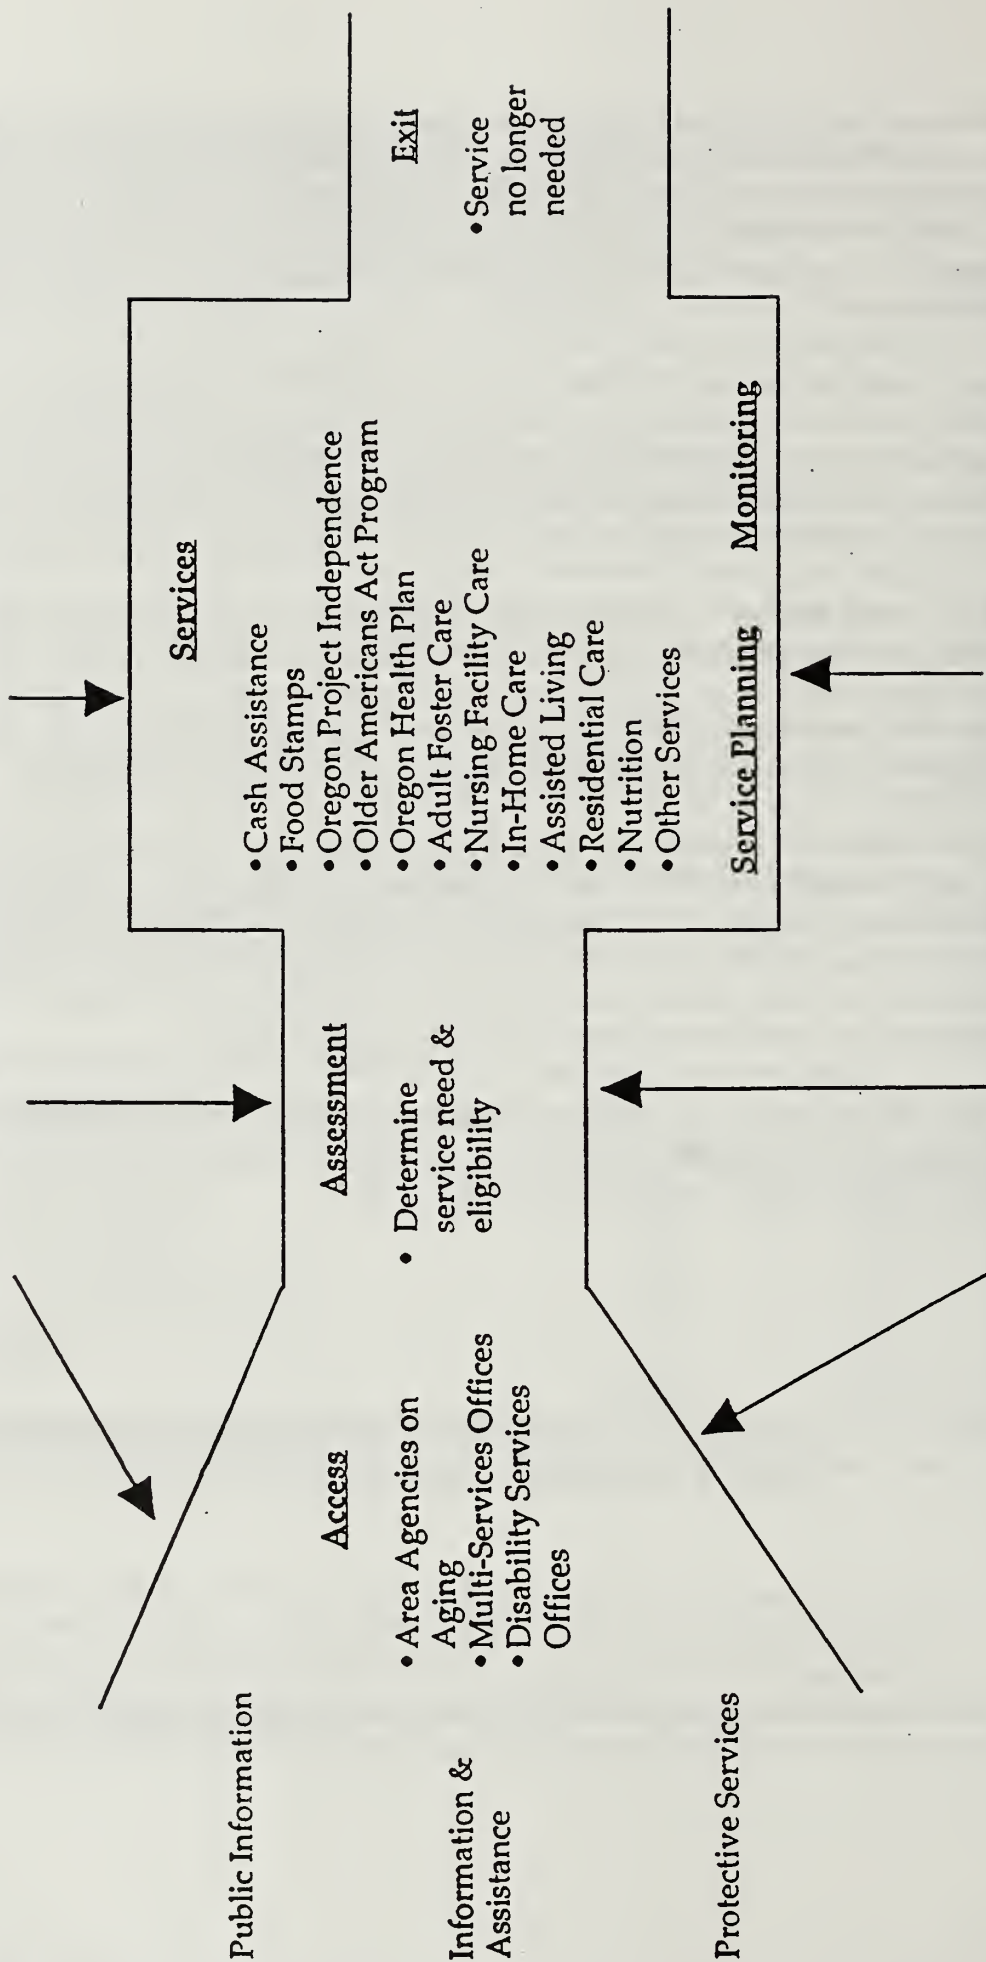 Public Information
Information &
Assistance
Protective Services
Access
• Area Agencies on
Aging
• Multi-Services Offices
• Disability Services
Offices
Assessment
• Determine
service need &
eligibility
Services
• Cash Assistance
• Food Stamps
• Oregon Project Independence
• Older Americans Act Program
• Oregon Health Plan
• Adult Foster Care
• Nursing Facility Care
• In-Home Care
• Assisted Living
• Residential Care
• Nutrition
• Other Services
Service Planning Monitoring
Exit
• Service
no longer
needed